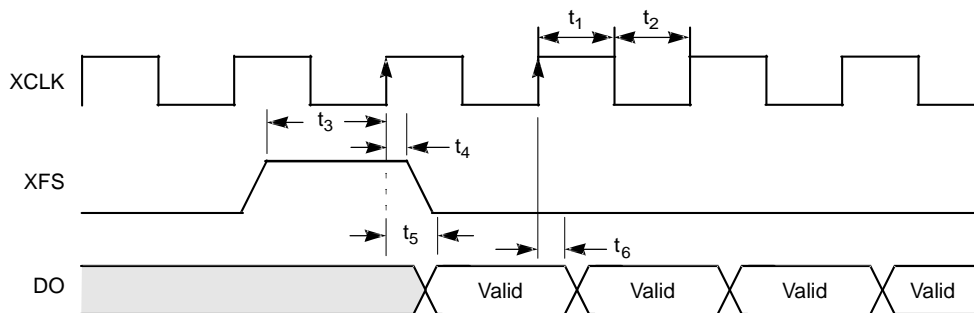 t1 t2
XCLK
t3
t4
XFS
t5 t6
DO Valid Valid Valid Valid